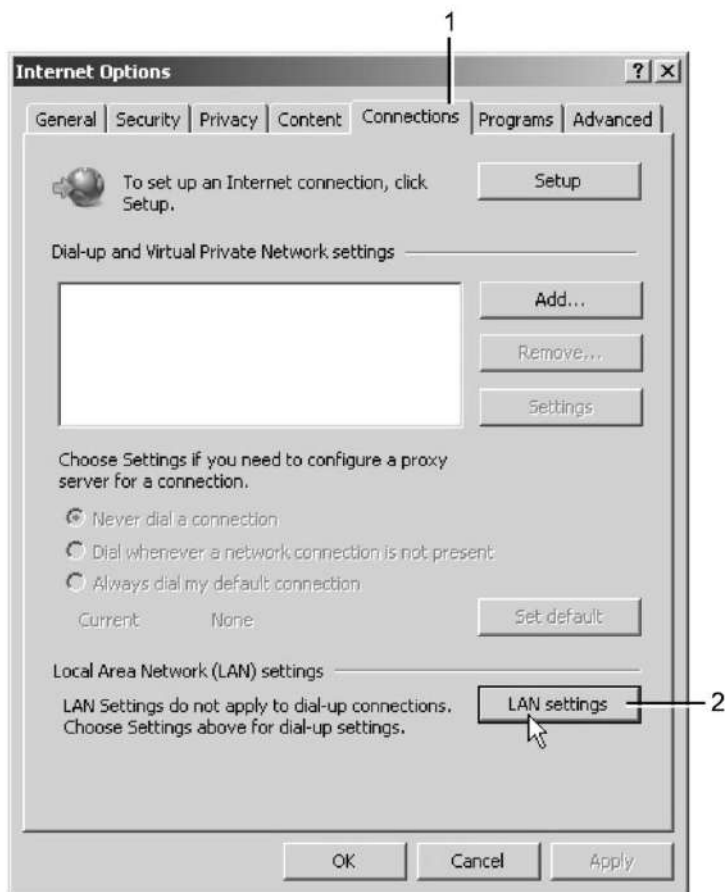 1
Internet Options
? X
General Security Privacy Content Connections Programs Advanced
To set up an Internet connection, click
Setup.
Setup
Dial-up and Virtual Private Network settings
Add...
Remove...
Settings
Choose Settings if you need to configure a proxy
server for a connection.
Never dial a connection
Dial whenever a network connection is not present
Always dial my default connection
Current None
Set default
Local Area Network (LAN) settings
LAN Settings do not apply to dial-up connections.
Choose Settings above for dial-up settings.
LAN settings
2
OK Cancel Apply